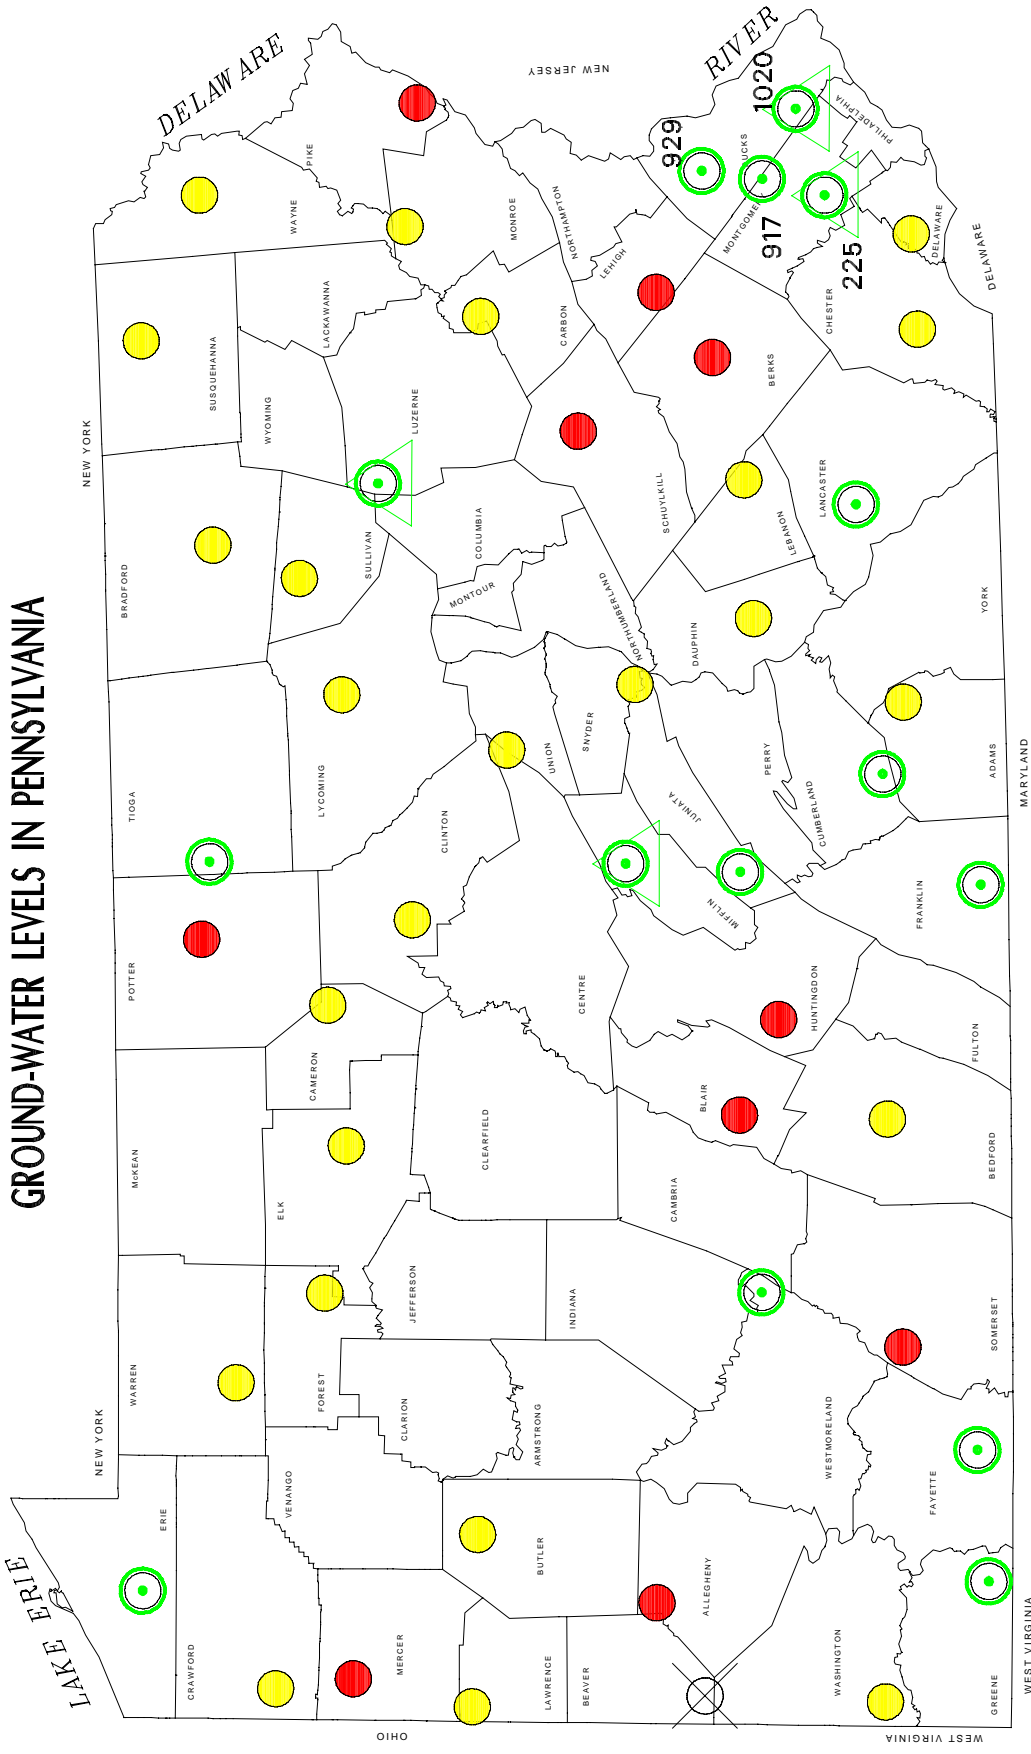 GROUND-WATER LEVELS IN PENNSYLVANIA
LAKE ERIE
NEW YORK
NEW YORK
DELAWARE
RIVER
NEW JERSEY
DELAWARE
MARYLAND
WEST VIRGINIA
WEST VIRGINIA
OHIO
ERIE
CRAWFORD
WARREN
McKEAN
POTTER
TIOGA
BRADFORD
SUSQUEHANNA
WAYNE
PIKE
WYOMING
LACKAWANNA
SULLIVAN
LYCOMING
CLINTON
CAMERON
ELK
FOREST
VENANGO
MERCER
LAWRENCE
BUTLER
CLARION
JEFFERSON
CLEARFIELD
CENTRE
UNION
SNYDER
MONTOUR
COLUMBIA
LUZERNE
MONROE
CARBON
NORTHAMPTON
LEHIGH
SCHUYLKILL
NORTHUMBERLAND
DAUPHIN
LEBANON
BERKS
MONTGOME
UCKS
PHILADELPHIA
DELAWARE
CHESTER
LANCASTER
YORK
ADAMS
CUMBERLAND
PERRY
JUNIATA
MIFFLIN
HUNTINGDON
FRANKLIN
FULTON
BEDFORD
BLAIR
CAMBRIA
INDIANA
ARMSTRONG
BEAVER
ALLEGHENY
WESTMORELAND
SOMERSET
FAYETTE
GREENE
WASHINGTON
929
1020
917
225